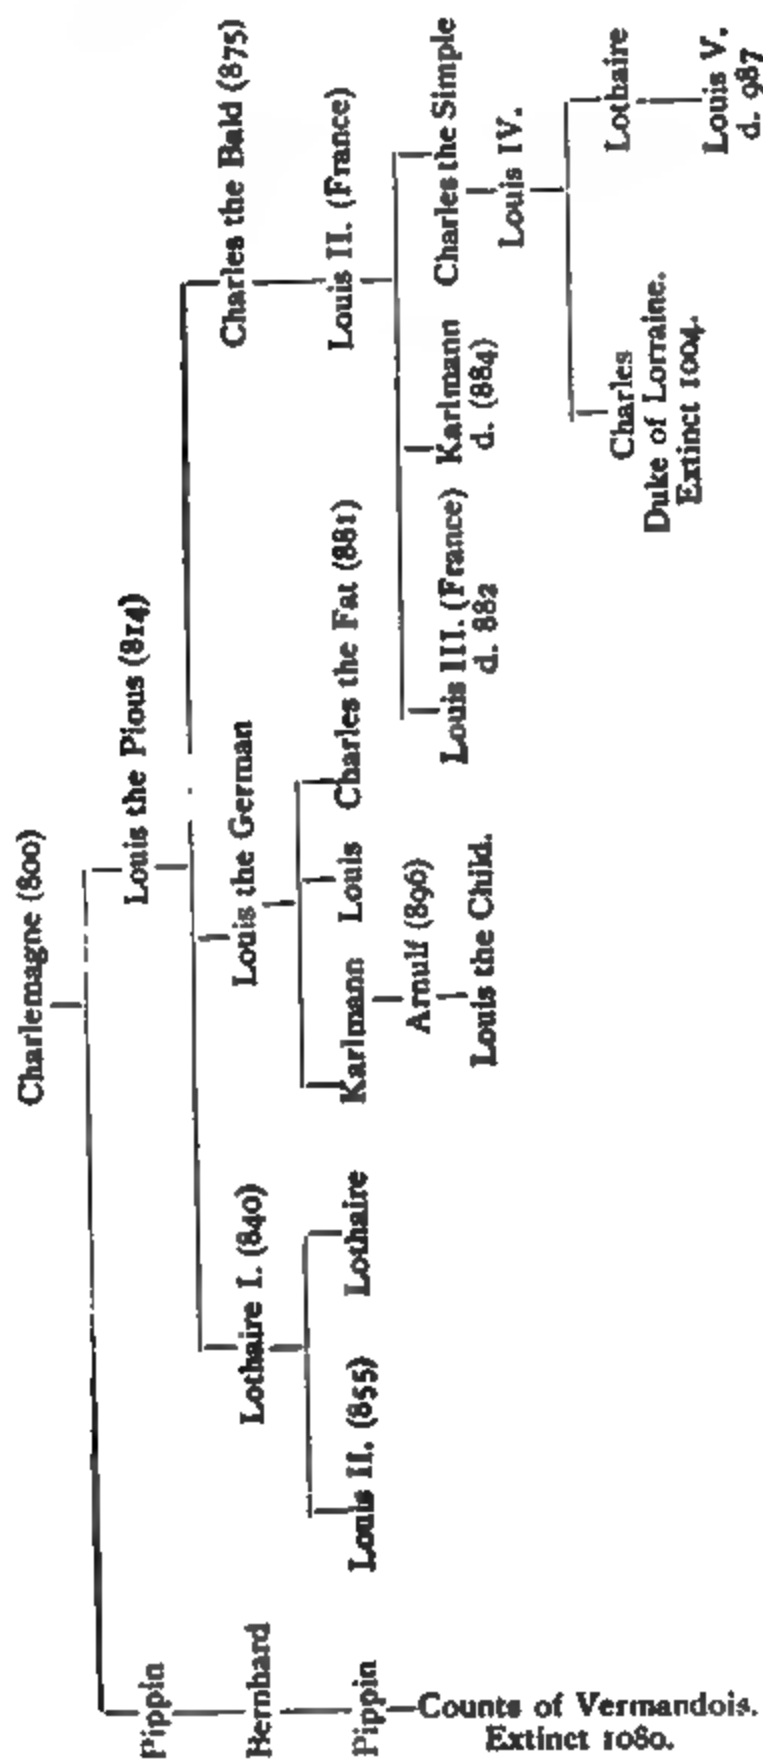 Charlemagne (800)
Pippin
Louis the Pious (814)
Bernhard
Lothaire I. (840)
Louis the German
Charles the Bald (875)
Pippin
Louis II. (855)
Lothaire
Karlmann
Louis
Charles the Fat (881)
Louis II. (France)
Counts of Vermandois.
Extinct 1080.
Arnulf (896)
Louis the Child.
Louis III. (France)
d. 882
Karlmann
d. (884)
Charles the Simple
Louis IV.
Charles
Duke of Lorraine.
Extinct 1004.
Lothaire
Louis V.
d. 987